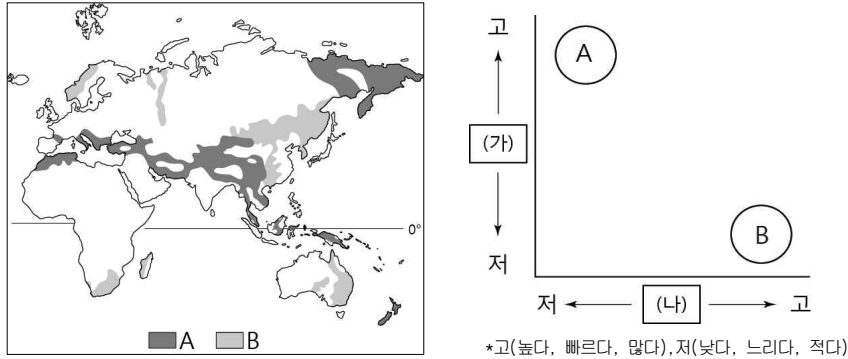 0°
A B
고
A
(가)
B
저
저 (나) 고
*고(높다, 빠르다, 많다),저(낮다, 느리다, 적다)